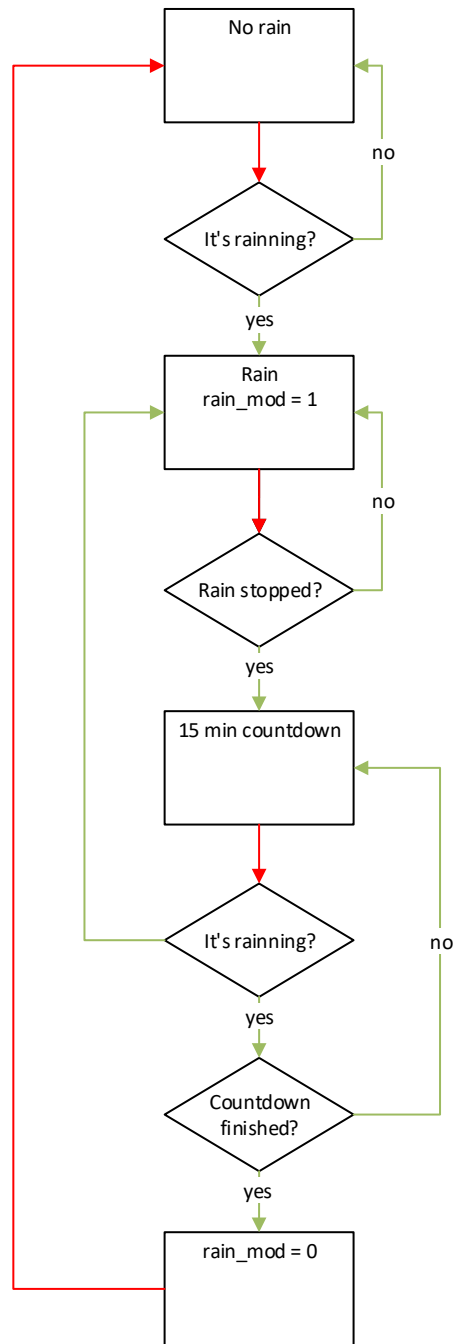 No rain
no
It's rainning?
yes
Rain
rain_mod = 1
no
Rain stopped?
yes
15 min countdown
It's rainning?
no
yes
Countdown
finished?
yes
rain_mod = 0